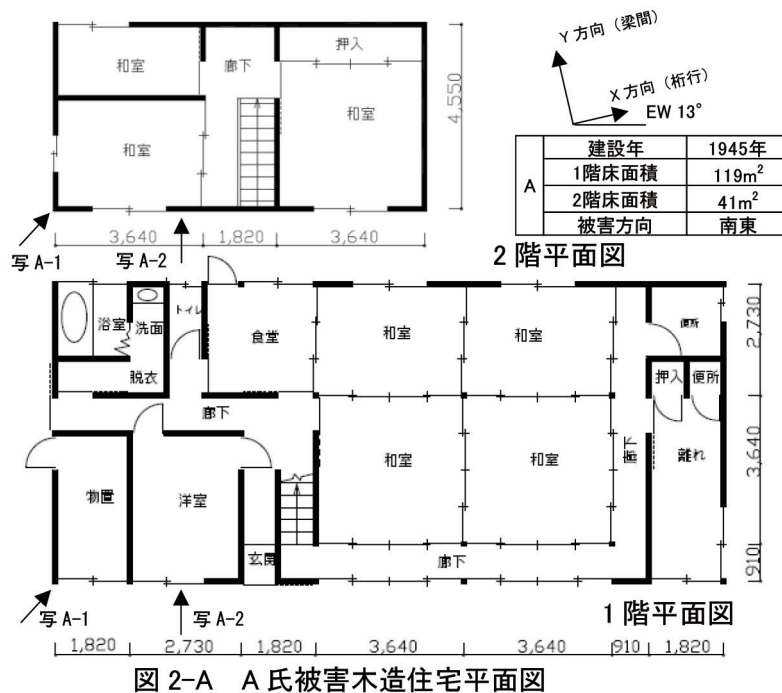 和室
廊下
押入
和室
和室
4,550
3,640 1,820 3,640
写 A-1 写 A-2
2 階平面図
Y 方向（梁間）
X 方向（桁行）
EW 13°
A
建設年 1945年
1階床面積 119m²
2階床面積 41m²
被害方向 南東
浴室 洗面 トイレ 食堂 和室 和室 便所
脱衣 押入 便所
廊下
物置 洋室 和室 和室 廊下 離れ
玄関 廊下
2,730
3,640
910
写 A-1 写 A-2
1 階平面図
1,820 2,730 1,820 3,640 3,640 910 1,820
図 2-A A 氏被害木造住宅平面図